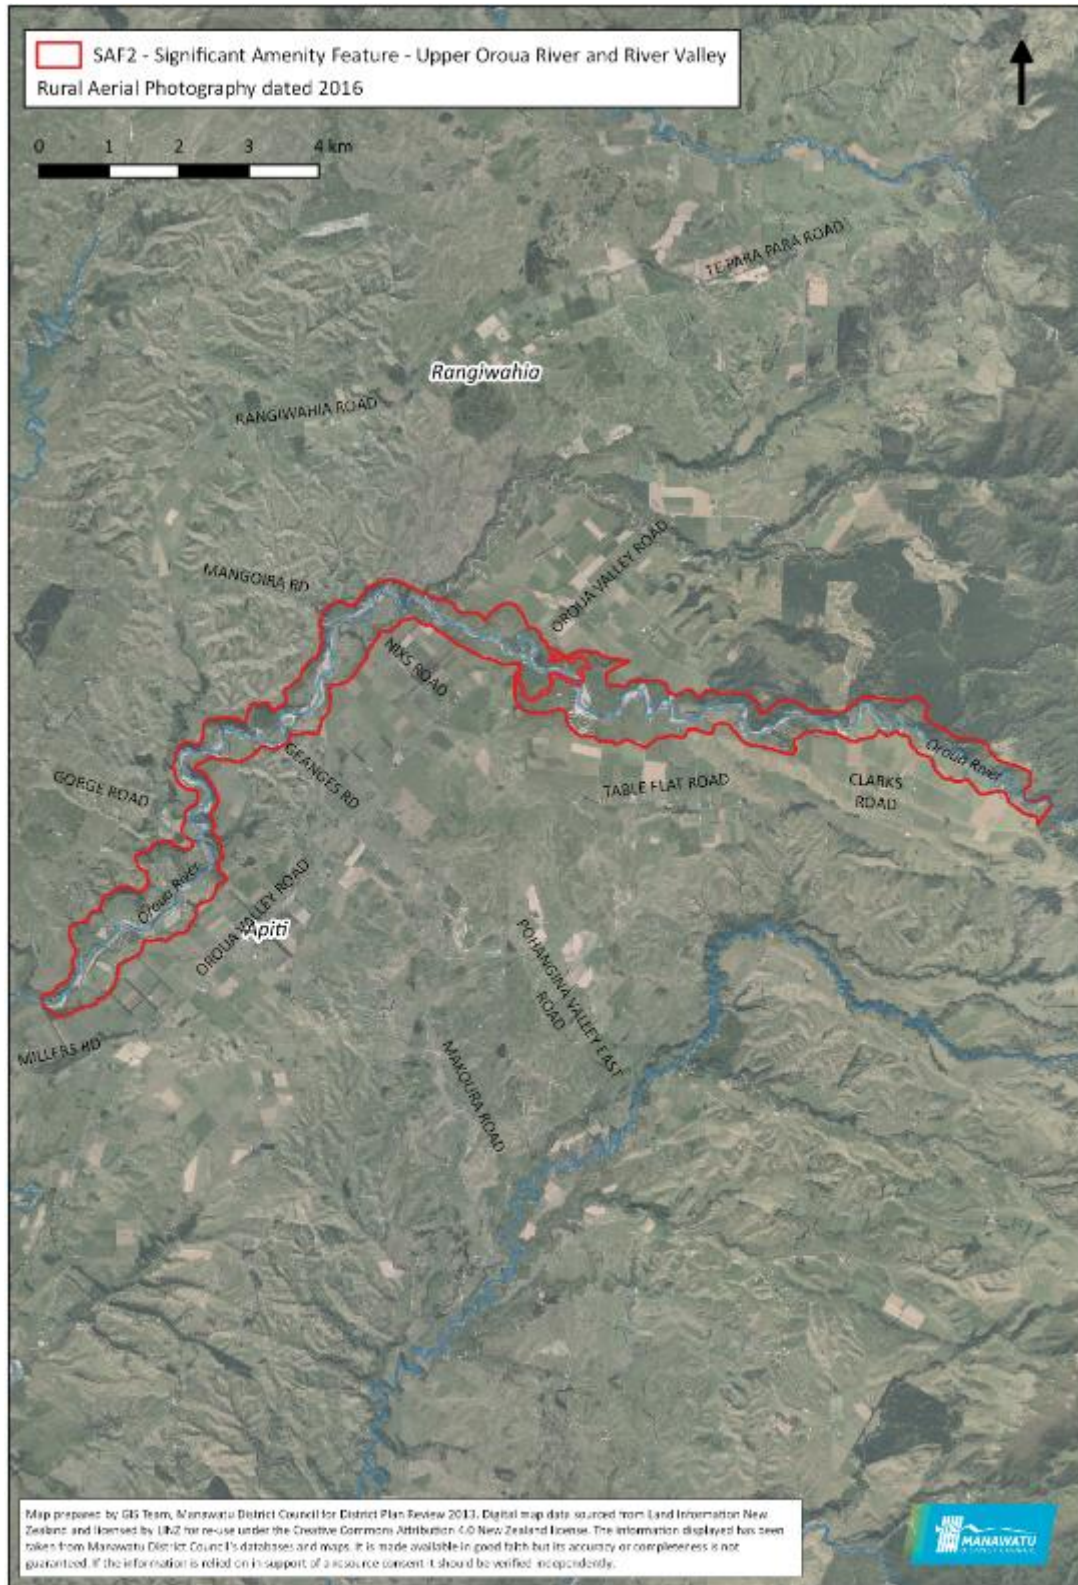 SAF2 - Significant Amenity Feature - Upper Oroua River and River Valley
Rural Aerial Photography dated 2016
0 1 2 3 4 km
TE PARA PARA ROAD
Rangiwahia
RANGIWAHIA ROAD
OROUA VALLEY ROAD
MANGOIRA RD
NIXS ROAD
Oroua River
GEANGES RD
GORGE ROAD
TABLE FLAT ROAD
CLARKS
ROAD
Oroua River
OROUA VALLEY ROAD
Apiti
POHANGINA VALLEY EAST
ROAD
MILLERS RD
MAKOURA ROAD
Map prepared by GIS Team, Manawatu District Council for District Plan Review 2013. Digital map data sourced from Land Information New
Zealand and licensed by LINZ for re-use under the Creative Commons Attribution 4.0 New Zealand license. The information displayed has been
taken from Manawatu District Council's databases and maps. It is made available in good faith but its accuracy or completeness is not
guaranteed. If the information is relied on in support of a resource consent it should be verified independently.
MANAWATU
DISTRICT COUNCIL